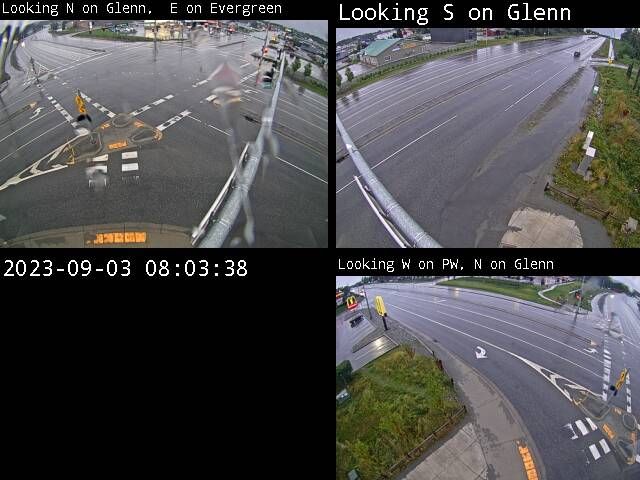 Looking N on Glenn,  E on Evergreen
Looking S on Glenn
2023-09-03 08:03:38
Looking W on PW, N on Glenn